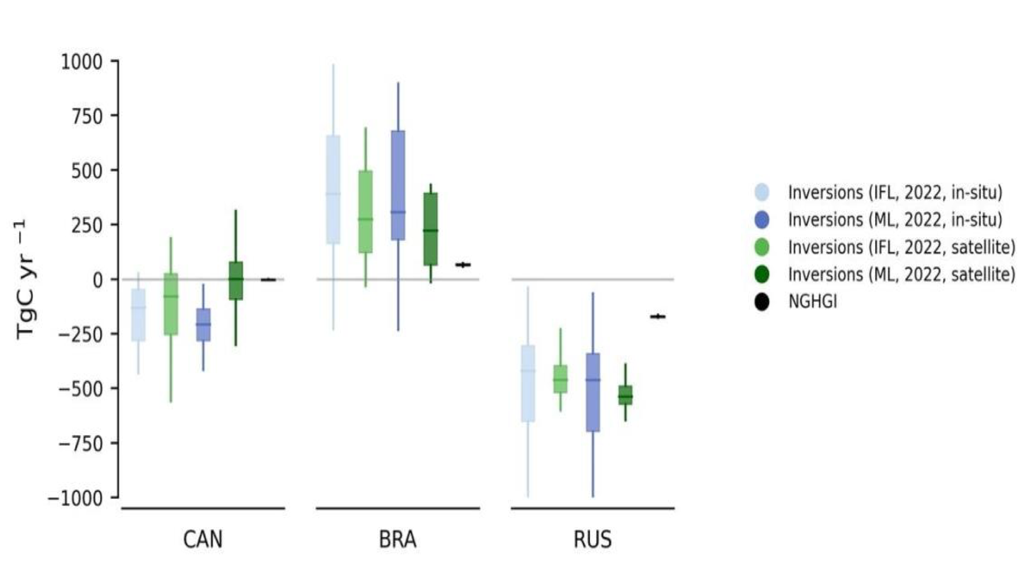 1000
750
500
250
0
−250
−500
−750
−1000
TgC yr −1
CAN BRA RUS
Inversions (IFL, 2022, in-situ)
Inversions (ML, 2022, in-situ)
Inversions (IFL, 2022, satellite)
Inversions (ML, 2022, satellite)
NGHGI